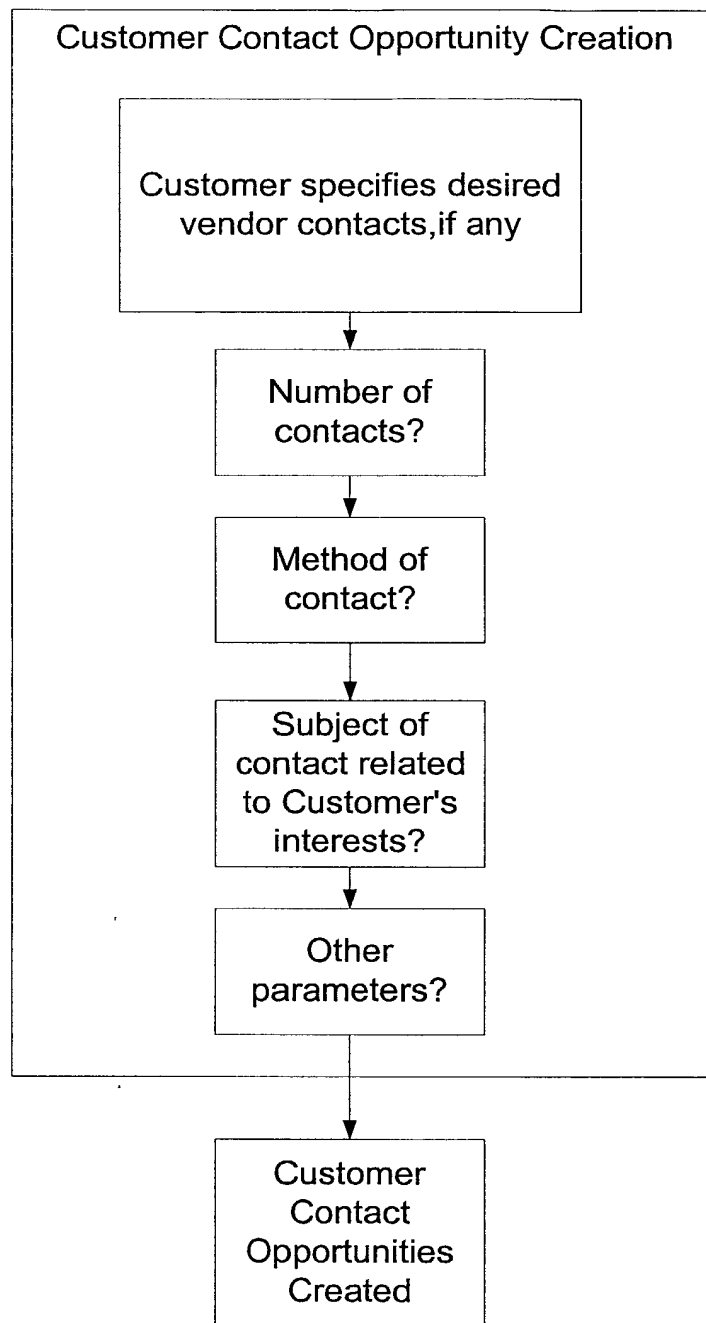 Customer Contact Opportunity Creation
Customer specifies desired
vendor contacts,if any
Number of
contacts?
Method of
contact?
Subject of
contact related
to Customer's
interests?
Other
parameters?
Customer
Contact
Opportunities
Created